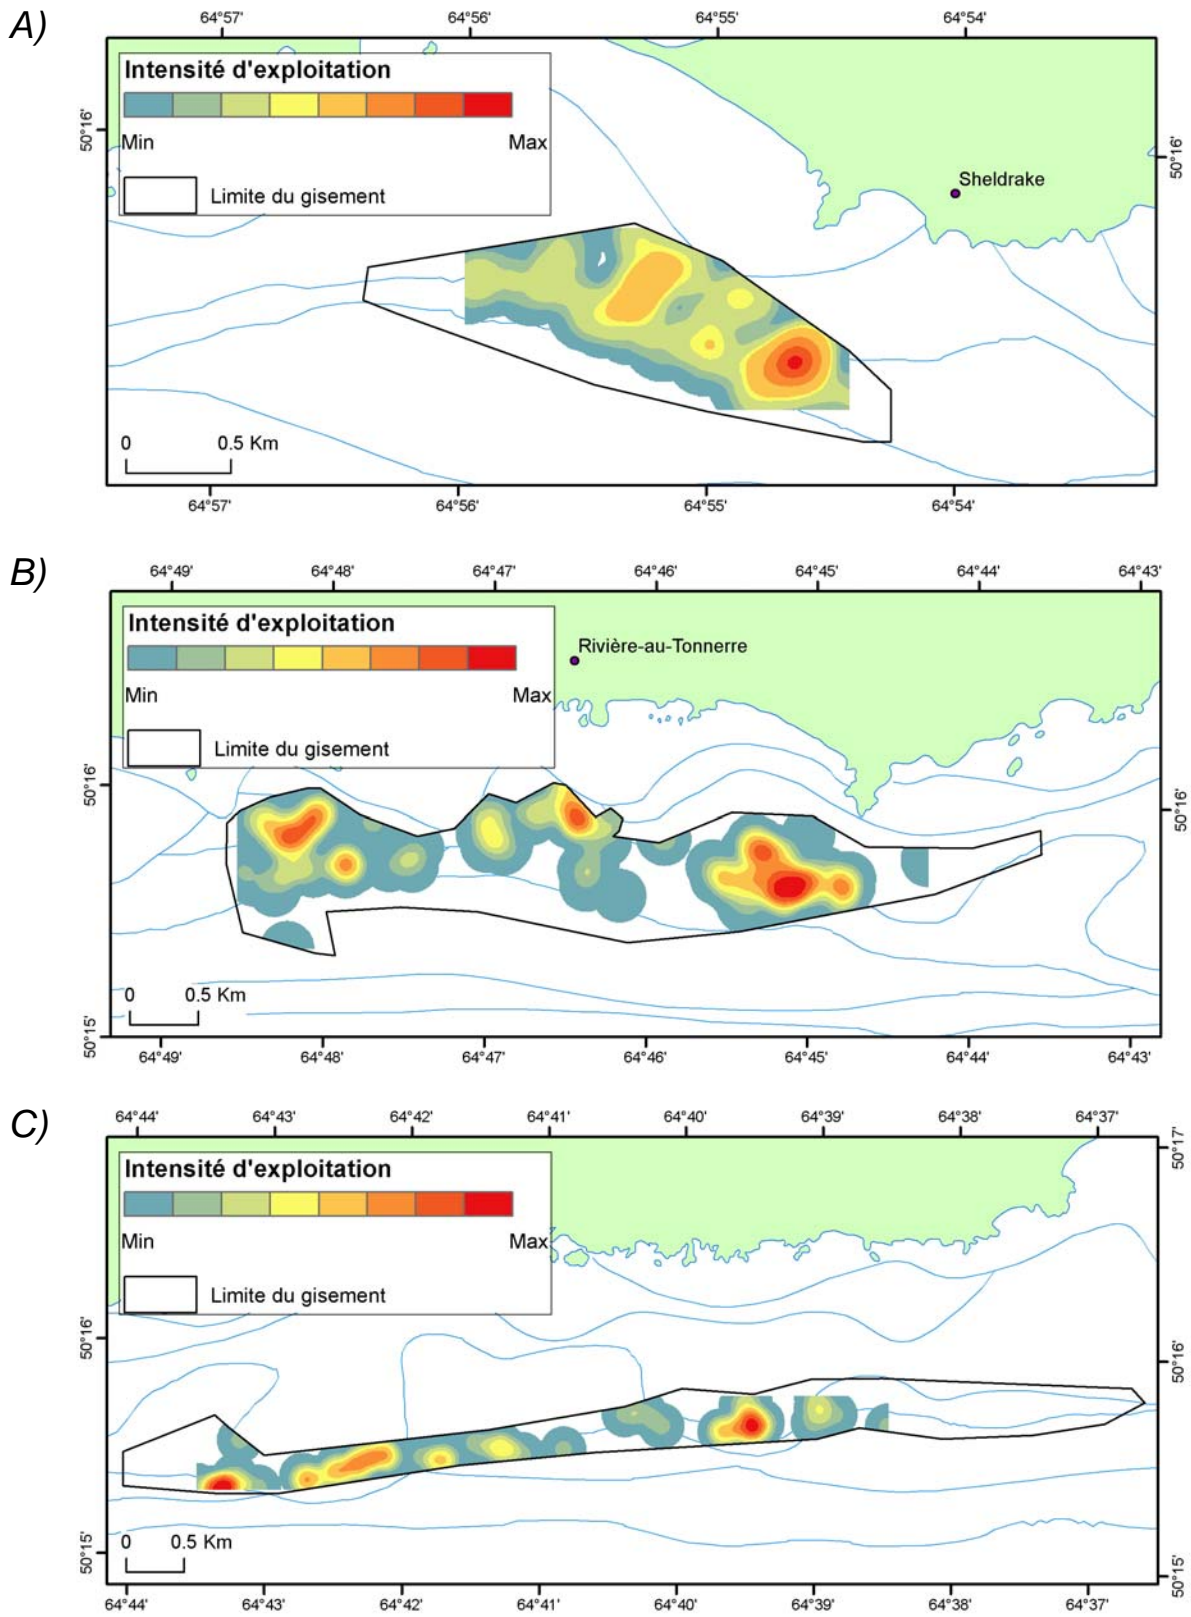 A)
64°57' 64°56' 64°55' 64°54'
Intensité d'exploitation
Min Max
Limite du gisement
50°16' 50°16'
Sheldrake
0 0.5 Km
64°57' 64°56' 64°55' 64°54'
B)
64°49' 64°48' 64°47' 64°46' 64°45' 64°44' 64°43'
Intensité d'exploitation
Min Max
Limite du gisement
Rivière-au-Tonnerre
50°16' 50°16'
0 0.5 Km
50°15'
64°49' 64°48' 64°47' 64°46' 64°45' 64°44' 64°43'
C)
64°44' 64°43' 64°42' 64°41' 64°40' 64°39' 64°38' 64°37'
50°17'
Intensité d'exploitation
Min Max
Limite du gisement
50°16' 50°16'
0 0.5 Km
50°15' 50°15'
64°44' 64°43' 64°42' 64°41' 64°40' 64°39' 64°38' 64°37'